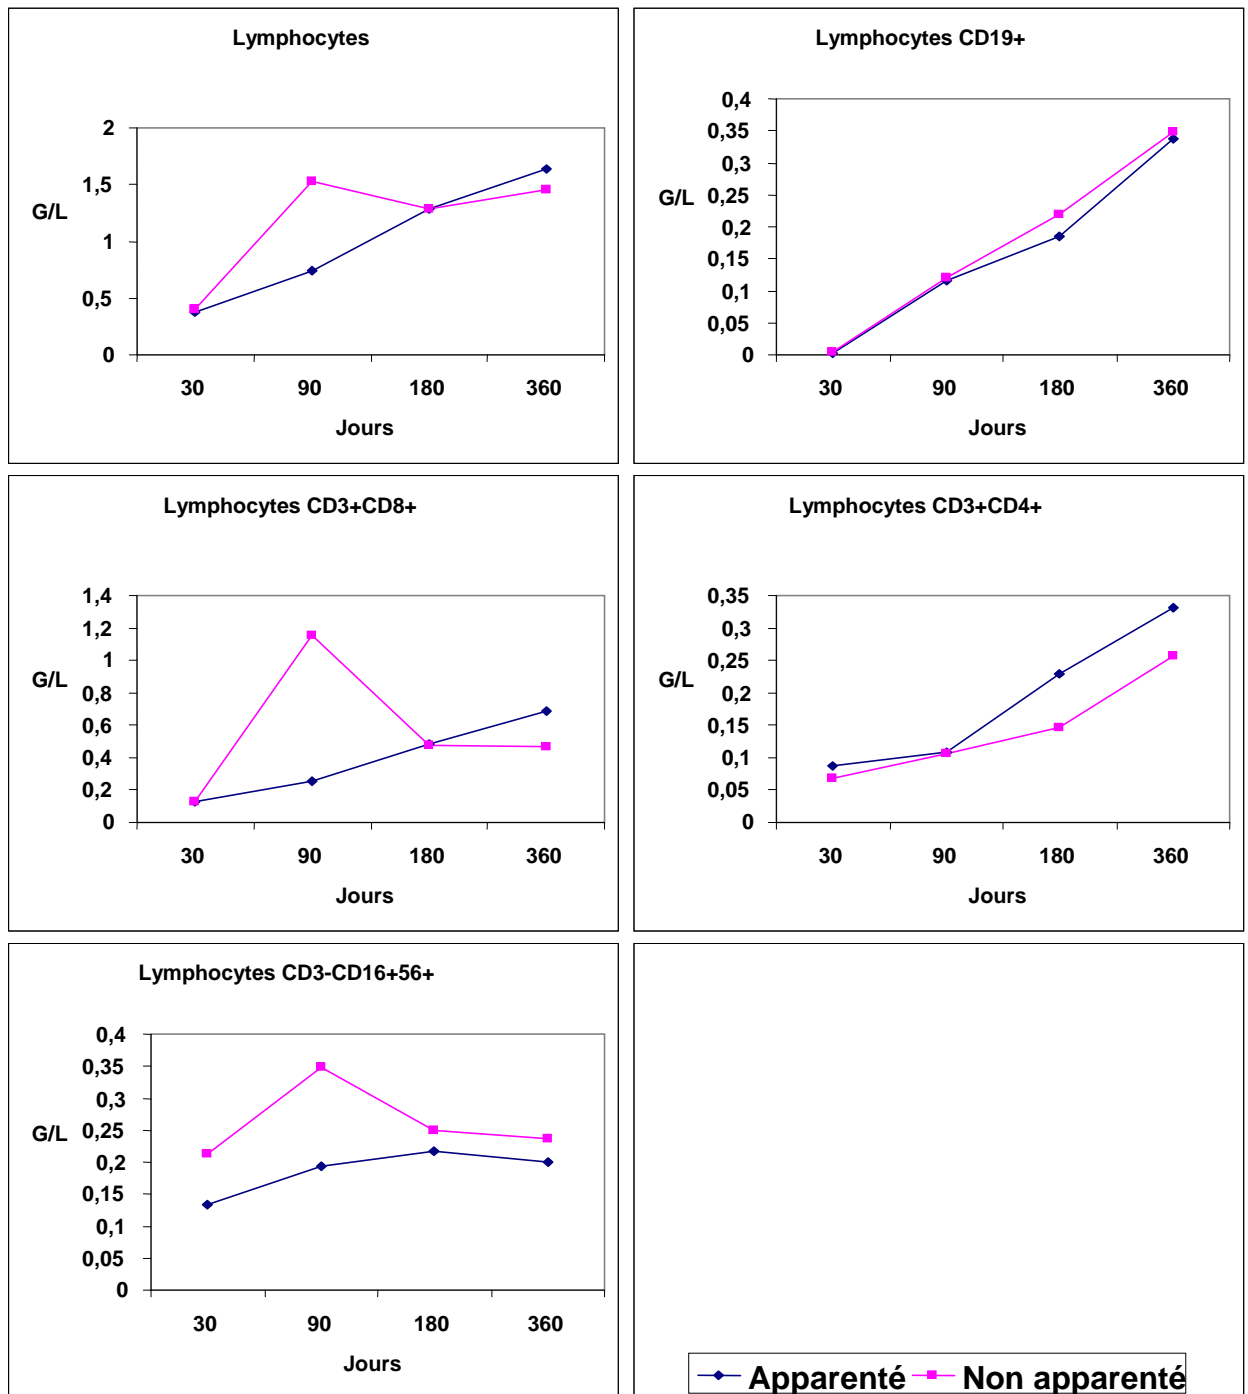 Lymphocytes
2
1,5
G/L
1
0,5
0
30 90 180 360
Jours
Lymphocytes CD19+
0,4
0,35
0,3
0,25
G/L
0,2
0,15
0,1
0,05
0
30 90 180 360
Jours
Lymphocytes CD3+CD8+
1,4
1,2
1
G/L
0,8
0,6
0,4
0,2
0
30 90 180 360
Jours
Lymphocytes CD3+CD4+
0,35
0,3
0,25
G/L
0,2
0,15
0,1
0,05
0
30 90 180 360
Jours
Lymphocytes CD3-CD16+56+
0,4
0,35
0,3
0,25
G/L
0,2
0,15
0,1
0,05
0
30 90 180 360
Jours
Apparenté Non apparenté